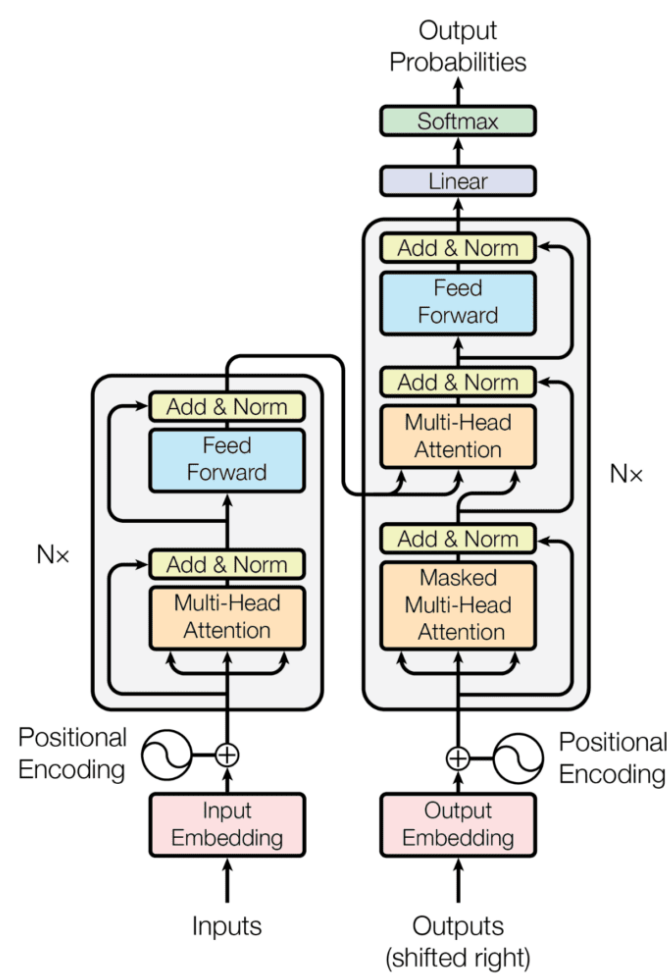 Output
Probabilities
Softmax
Linear
Add & Norm
Feed
Forward
Add & Norm
Multi-Head
Attention
N×
Add & Norm
Masked
Multi-Head
Attention
Add & Norm
Feed
Forward
N×
Add & Norm
Multi-Head
Attention
Positional
Encoding
Positional
Encoding
Input
Embedding
Output
Embedding
Inputs
Outputs
(shifted right)